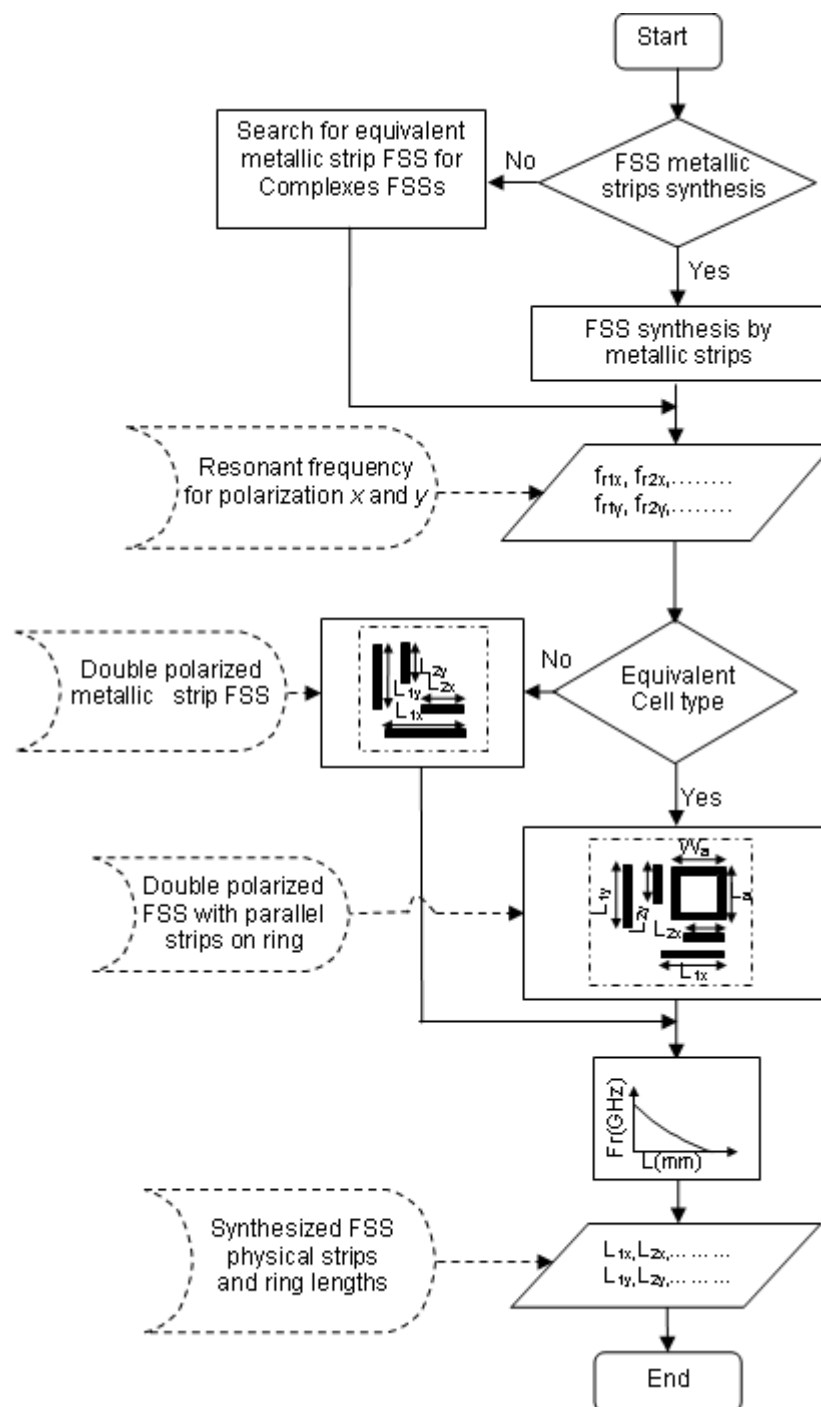 Start
Search for equivalent
metallic strip FSS for
Complexes FSSs
No
FSS metallic
strips synthesis
Yes
FSS synthesis by
metallic strips
Resonant frequency
for polarization x and y
fr1x, fr2x,........
fr1y, fr2y,........
Double polarized
metallic strip FSS
L2y
L2x
L1y
L1x
No
Equivalent
Cell type
Yes
Double polarized
FSS with parallel
strips on ring
L1y
L2y
L2x
L1x
Fr(GHz)
L(mm)
Synthesized FSS
physical strips
and ring lengths
L1x,L2x,... ... ...
L1y,L2y,... ... ...
End